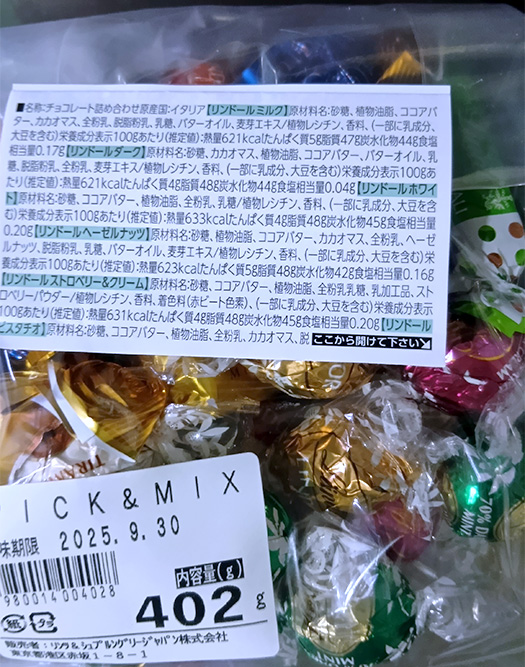 ■名称:チョコレート詰め合わせ原産国:イタリア【リンドールミルク】原材料名:砂糖、植物油脂、ココアバ
ター、カカオマス、全粉乳、脱脂粉乳、乳糖、バターオイル、麦芽エキス/植物レシチン、香料、(一部に乳成分、
大豆を含む)栄養成分表示100gあたり(推定値):熱量621kcalたんぱく質5g脂質47g炭水化物44g食塩
相当量0.17g【リンドールダーク】原材料名:砂糖、カカオマス、植物油脂、ココアバター、バターオイル、乳
糖、脱脂粉乳、全粉乳、麦芽エキス/植物レシチン、香料、(一部に乳成分、大豆を含む)栄養成分表示100gあ
たり(推定値):熱量621kcalたんぱく質4g脂質48g炭水化物44g食塩相当量0.04g【リンドールホワイ
ト】原材料名:砂糖、ココアバター、植物油脂、全粉乳、乳糖/植物レシチン、香料、(一部に乳成分、大豆を含
む)栄養成分表示100gあたり(推定値):熱量633kcalたんぱく質4g脂質48g炭水化物45g食塩相当量
0.20g【リンドールヘーゼルナッツ】原材料名:砂糖、植物油脂、ココアバター、カカオマス、全粉乳、ヘーゼ
ルナッツ、脱脂粉乳、乳糖、バターオイル、麦芽エキス/植物レシチン、香料、(一部に乳成分、大豆を含む)栄
養成分表示100gあたり(推定値):熱量623kcalたんぱく質5g脂質48g炭水化物42g食塩相当量0.16g
【リンドールストロベリー&クリーム】原材料名:砂糖、ココアバター、植物油脂、全粉乳乳糖、乳加工品、スト
ロベリーパウダー/植物レシチン、香料、着色料(赤ビート色素)、(一部に乳成分、大豆を含む)栄養成分表示
100gあたり(推定値):熱量631kcalたんぱく質4g脂質48g炭水化物45g食塩相当量0.20g【リンドール
ピスタチオ】原材料名:砂糖、ココアバター、植物油脂、全粉乳、カカオマス、脱 ここから開けて下さい
PICK&MIX
味期限 2025.9.30
980014004028
内容量(g)
402g
紙
販売者:リンツ&シュプルングリージャパン株式会社
東京都港区赤坂1-8-1
70% D